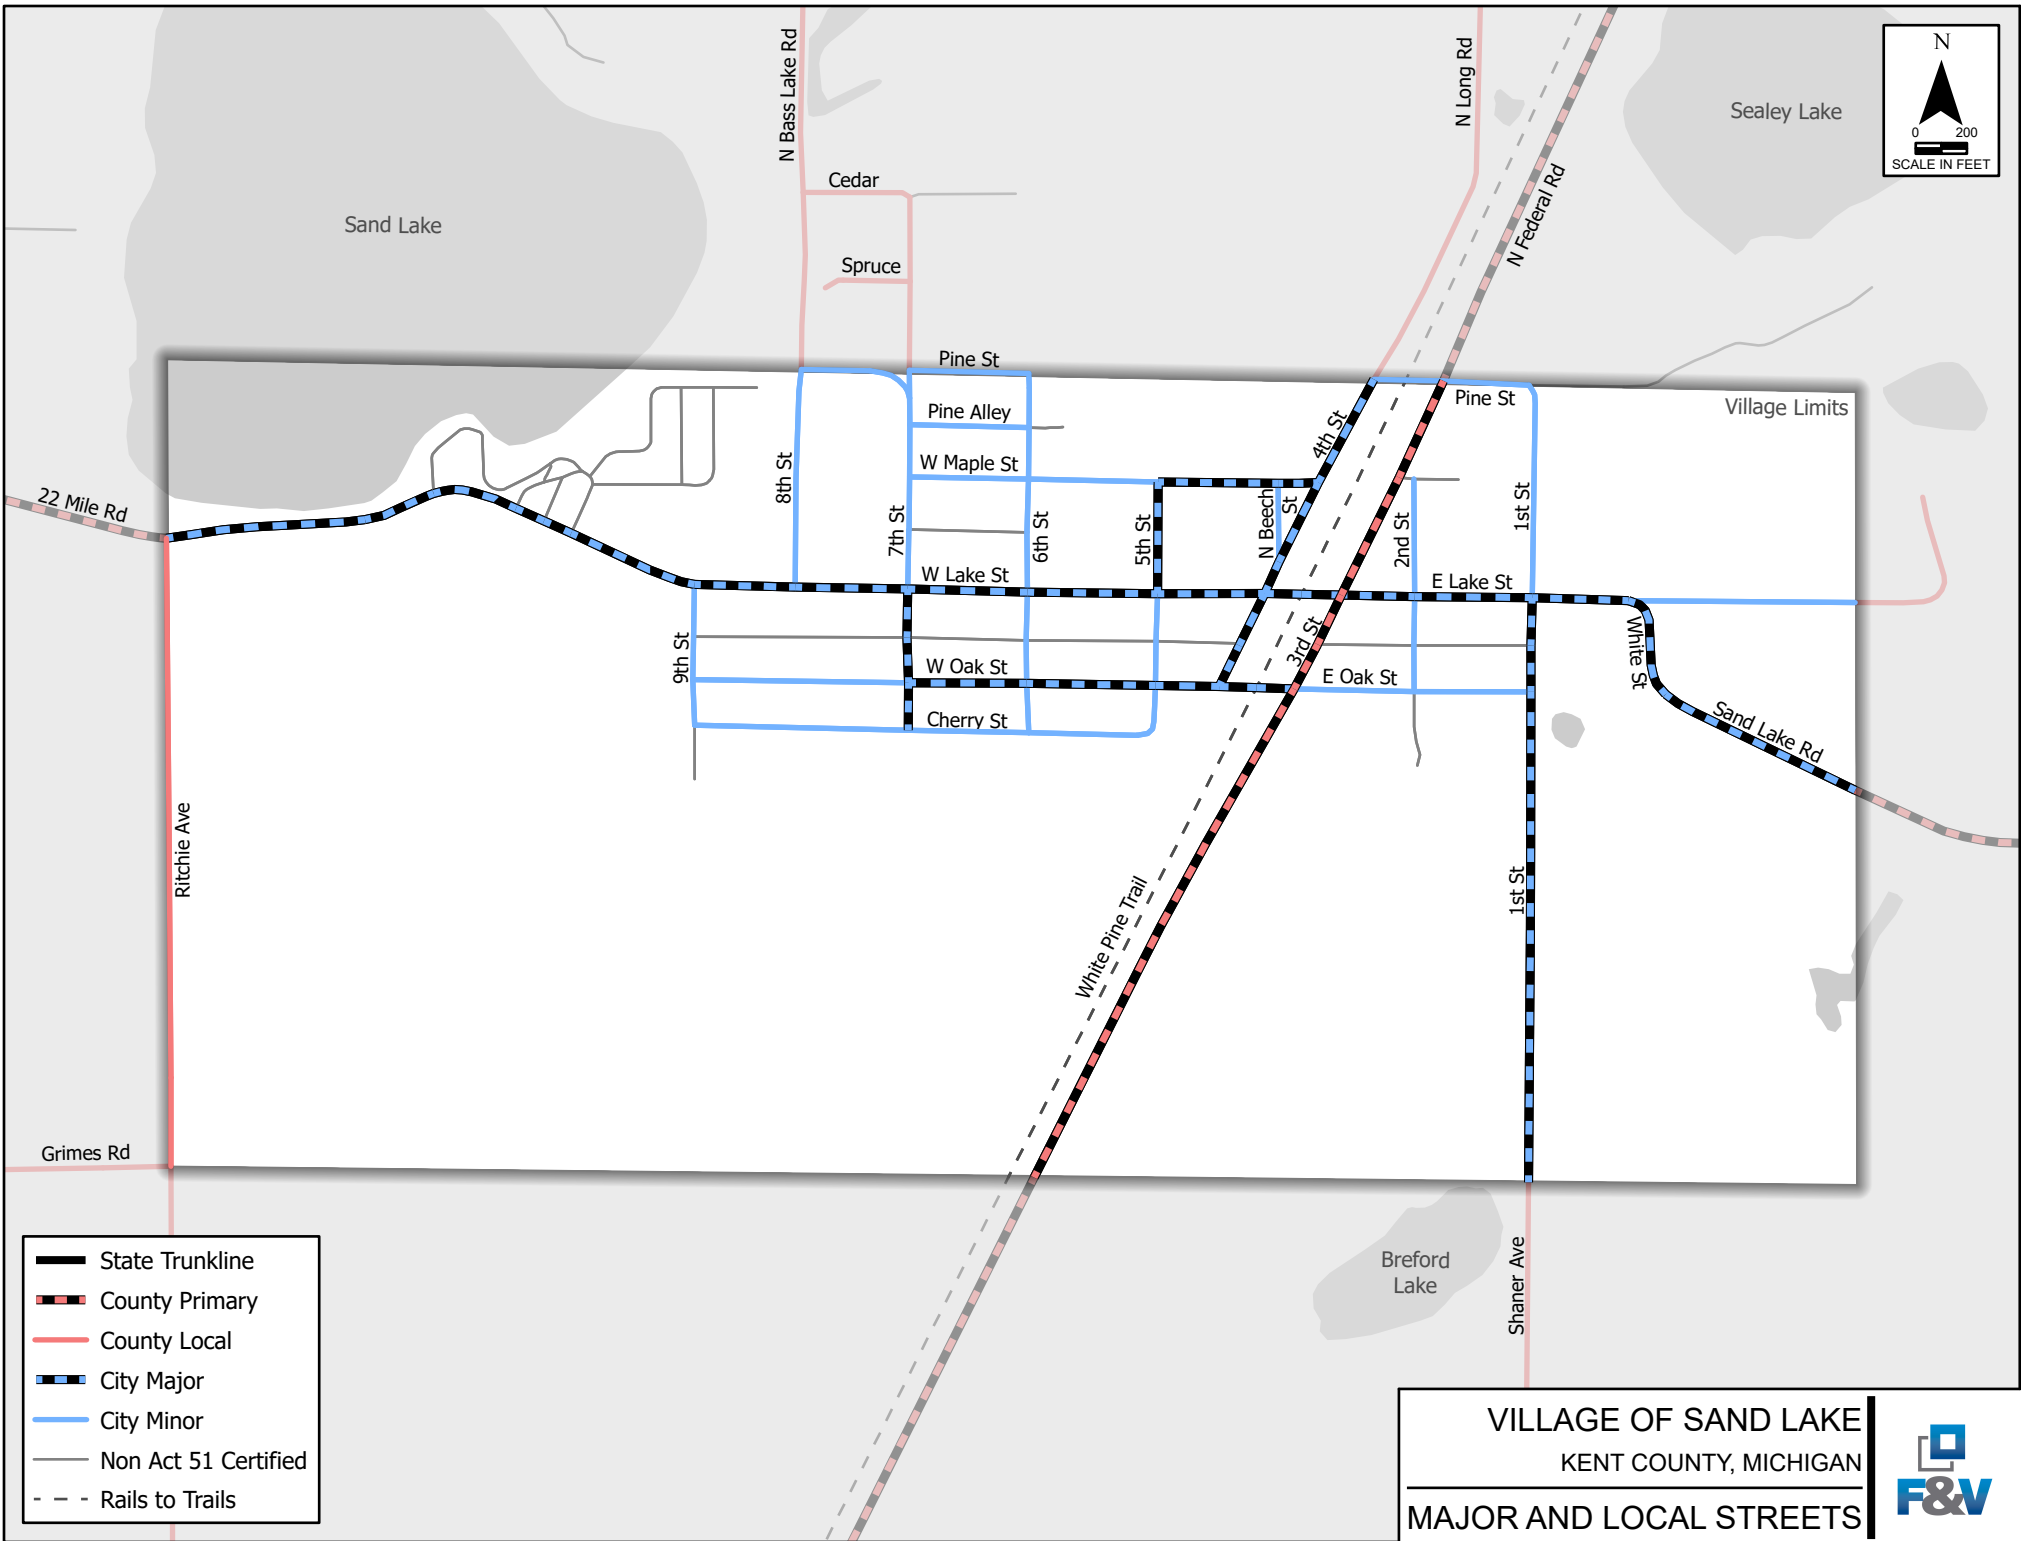 N Bass Lake Rd
N Long Rd
N
0 200
SCALE IN FEET
Sealey Lake
Cedar
Sand Lake
N Federal Rd
Spruce
Pine St
Pine St
Village Limits
Pine Alley
4th St
W Maple St
8th St
22 Mile Rd
7th St
6th St
5th St
N Beech
St
2nd St
1st St
W Lake St
E Lake St
9th St
3rd St
White St
W Oak St
E Oak St
Cherry St
Sand Lake Rd
Ritchie Ave
White Pine Trail
1st St
Grimes Rd
Breford
Lake
Shaner Ave
State Trunkline
County Primary
County Local
City Major
City Minor
Non Act 51 Certified
Rails to Trails
VILLAGE OF SAND LAKE
KENT COUNTY, MICHIGAN
MAJOR AND LOCAL STREETS
F&V